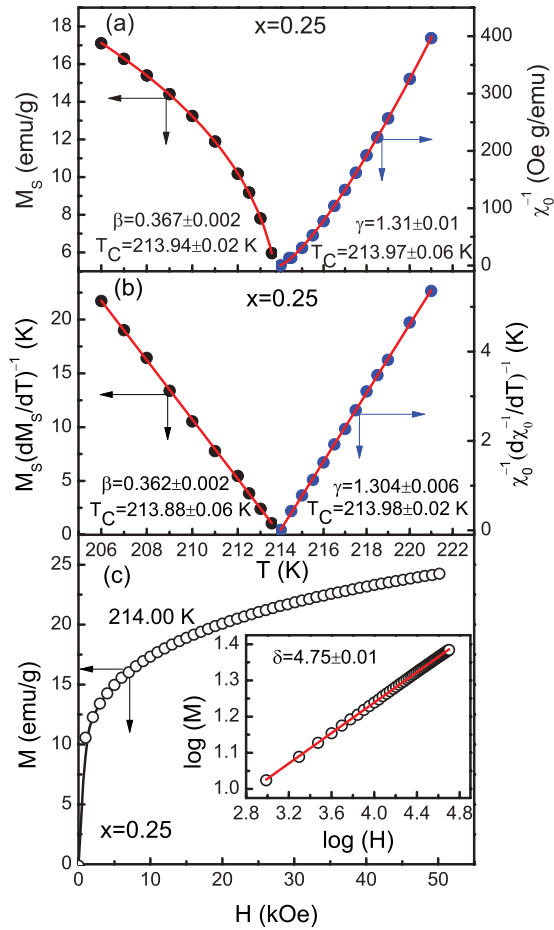 (a)
x=0.25
18
16
14
12
10
8
6
M_S (emu/g)
400
300
200
100
0
χ_0^{-1} (Oe g/emu)
β=0.367±0.002
T_C=213.94±0.02 K
γ=1.31±0.01
T_C=213.97±0.06 K
(b)
x=0.25
20
15
10
5
0
M_S(dM_S/dT)^{-1} (K)
4
2
0
χ_0^{-1}(dχ_0^{-1}/dT)^{-1} (K)
β=0.362±0.002
T_C=213.88±0.06 K
γ=1.304±0.006
T_C=213.98±0.02 K
206 208 210 212 214 216 218 220 222
T (K)
(c)
214.00 K
25
20
15
10
5
0
M (emu/g)
x=0.25
0 10 20 30 40 50
H (kOe)
δ=4.75±0.01
1.4
1.3
1.2
1.1
1.0
log (M)
2.8 3.2 3.6 4.0 4.4 4.8
log (H)